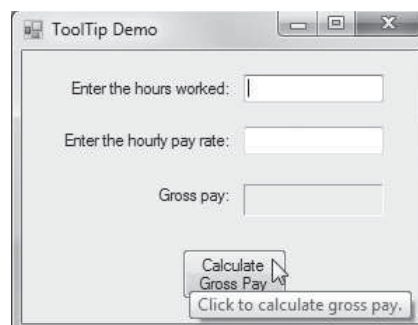 ToolTip Demo
Enter the hours worked:
Enter the hourly pay rate:
Gross pay:
Calculate
Gross Pay
Click to calculate gross pay.